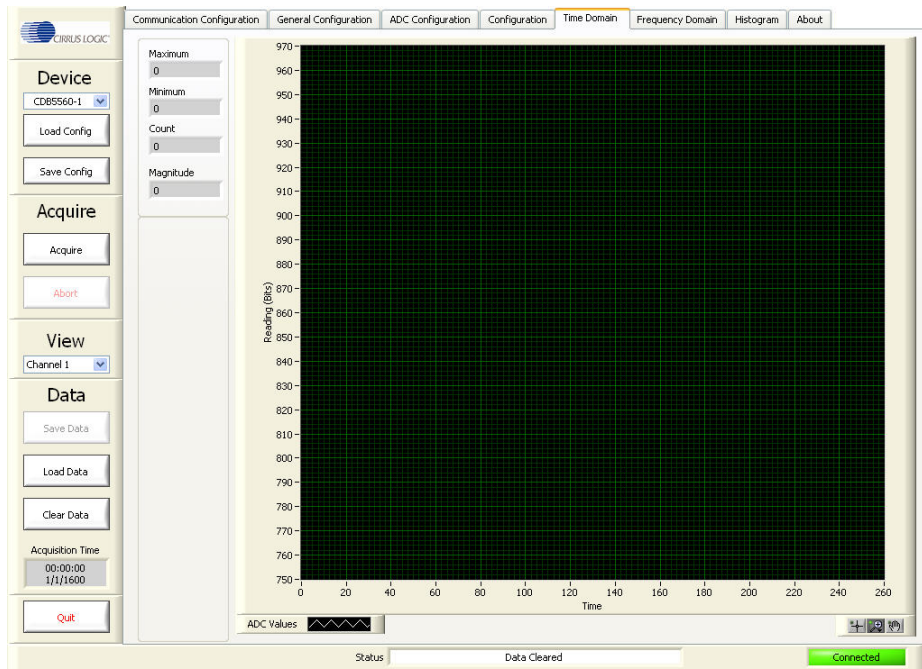 CIRRUS LOGIC
Communication Configuration
General Configuration
ADC Configuration
Configuration
Time Domain
Frequency Domain
Histogram
About
Device
CDB5560-1
Load Config
Save Config
Acquire
Acquire
Abort
View
Channel 1
Data
Save Data
Load Data
Clear Data
Acquisition Time
00:00:00
1/1/1600
Quit
Maximum
0
Minimum
0
Count
0
Magnitude
0
Reading (Bits)
970
960
950
940
930
920
910
900
890
880
870
860
850
840
830
820
810
800
790
780
770
760
750
0 20 40 60 80 100 120 140 160 180 200 220 240 260
Time
ADC Values
Status
Data Cleared
Connected